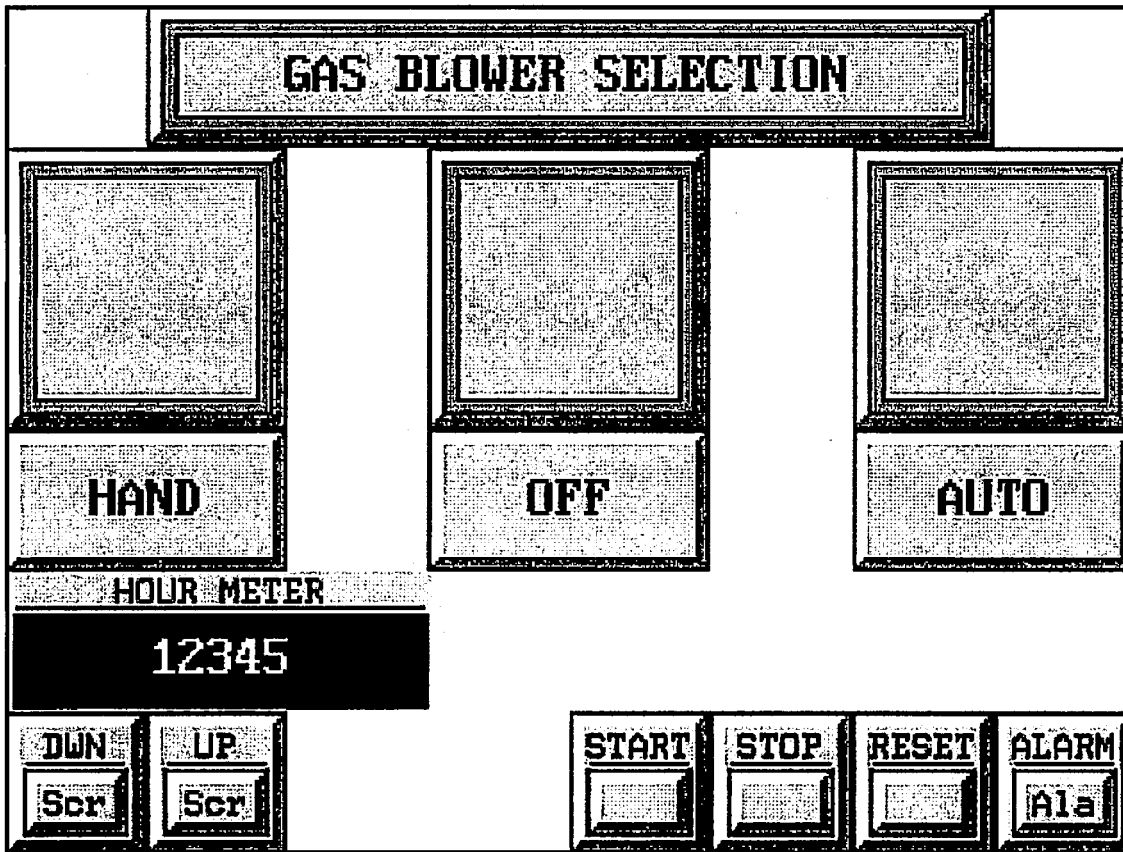 GAS BLOWER SELECTION
HAND OFF AUTO
HOUR METER
12345
DWN UP START STOP RESET ALARM
Scr Scr Ala